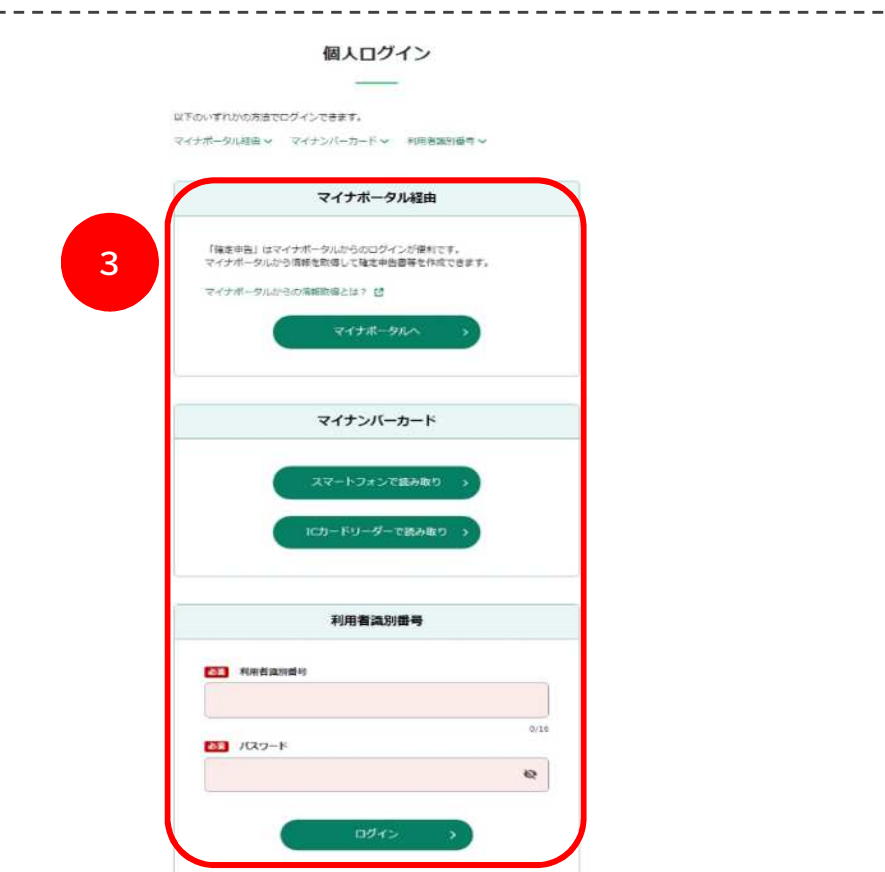 個人ログイン
以下のいずれかの方法でログインできます。
マイナポータル経由 マイナンバーカード 利用者識別番号
マイナポータル経由
3
「確定申告」はマイナポータルからのログインが便利です。
マイナポータルから情報を取得して確定申告書等を作成できます。
マイナポータルからの情報取得とは？
マイナポータルへ
マイナンバーカード
スマートフォンで読み取り
ICカードリーダーで読み取り
利用者識別番号
必須 利用者識別番号
0/16
必須 パスワード
ログイン